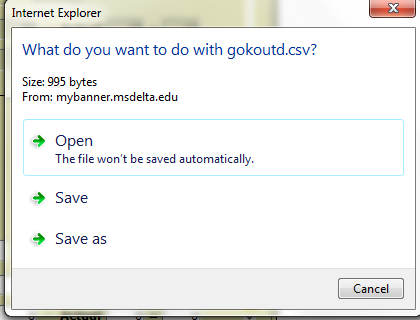 Internet Explorer
What do you want to do with gokoutd.csv?
Size: 995 bytes
From: mybanner.msdelta.edu
Open
The file won't be saved automatically.
Save
Save as
Cancel